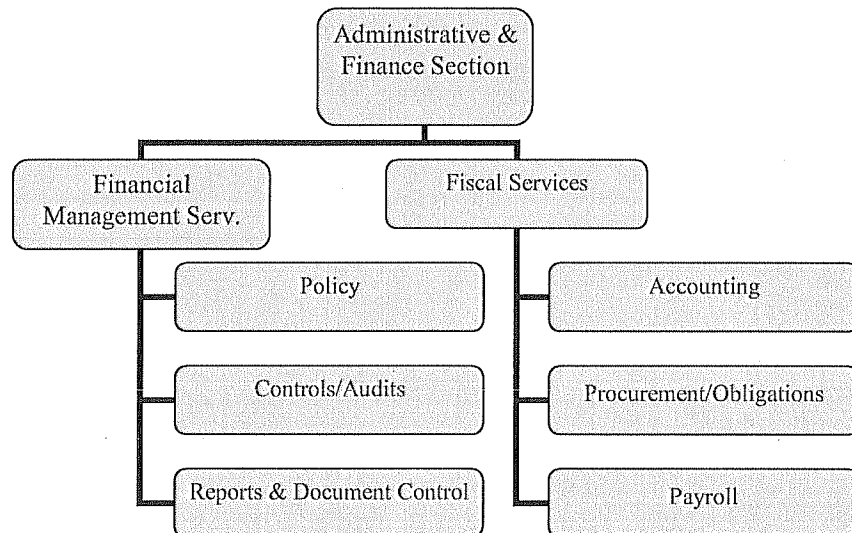 Administrative &
Finance Section
Financial
Management Serv.
Fiscal Services
Policy
Accounting
Controls/Audits
Procurement/Obligations
Reports & Document Control
Payroll